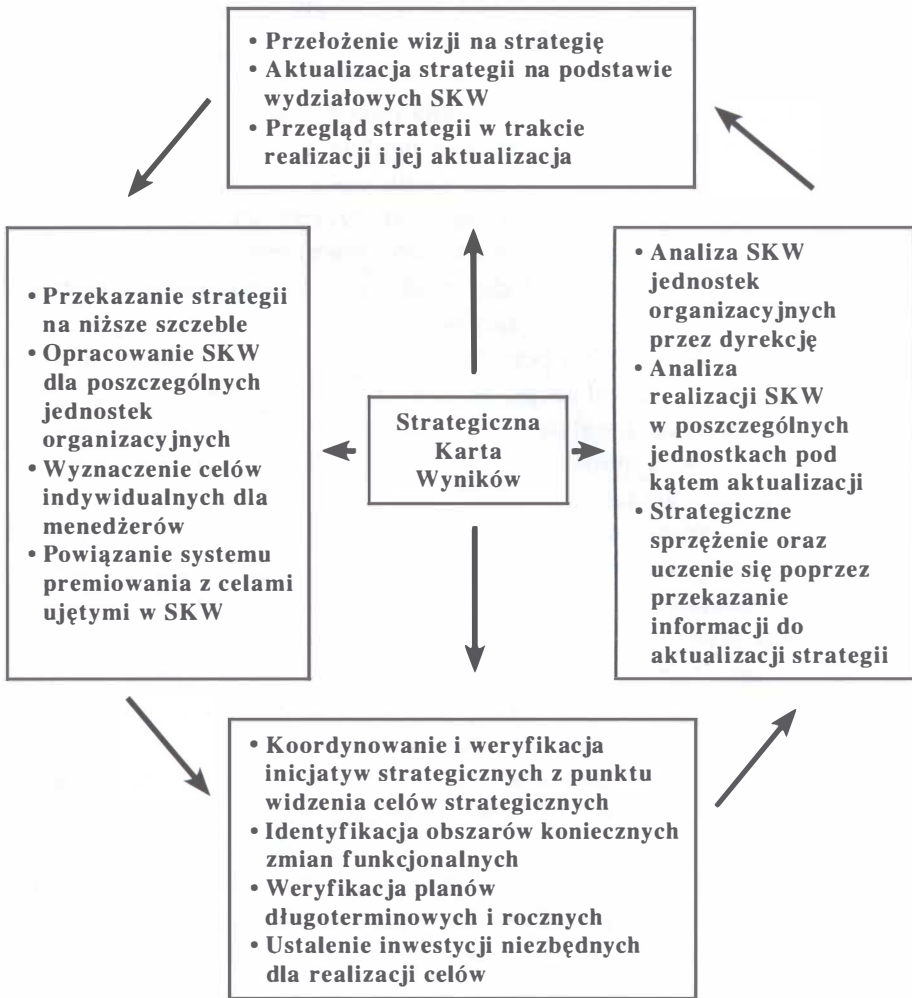 • Przełożenie wizji na strategię
• Aktualizacja strategii na podstawie
wydziałowych SKW
• Przegląd strategii w trakcie
realizacji i jej aktualizacja
• Przekazanie strategii
na niższe szczeble
• Opracowanie SKW
dla poszczególnych
jednostek
organizacyjnych
• Wyznaczenie celów
indywidualnych dla
menedżerów
• Powiązanie systemu
premiowania z celami
ujętymi w SKW
Strategiczna
Karta
Wyników
• Analiza SKW
jednostek
organizacyjnych
przez dyrekcję
• Analiza
realizacji SKW
w poszczególnych
jednostkach pod
kątem aktualizacji
• Strategiczne
sprzężenie oraz
uczenie się poprzez
przekazanie
informacji do
aktualizacji strategii
• Koordynowanie i weryfikacja
inicjatyw strategicznych z punktu
widzenia celów strategicznych
• Identyfikacja obszarów koniecznych
zmian funkcjonalnych
• Weryfikacja planów
długoterminowych i rocznych
• Ustalenie inwestycji niezbędnych
dla realizacji celów